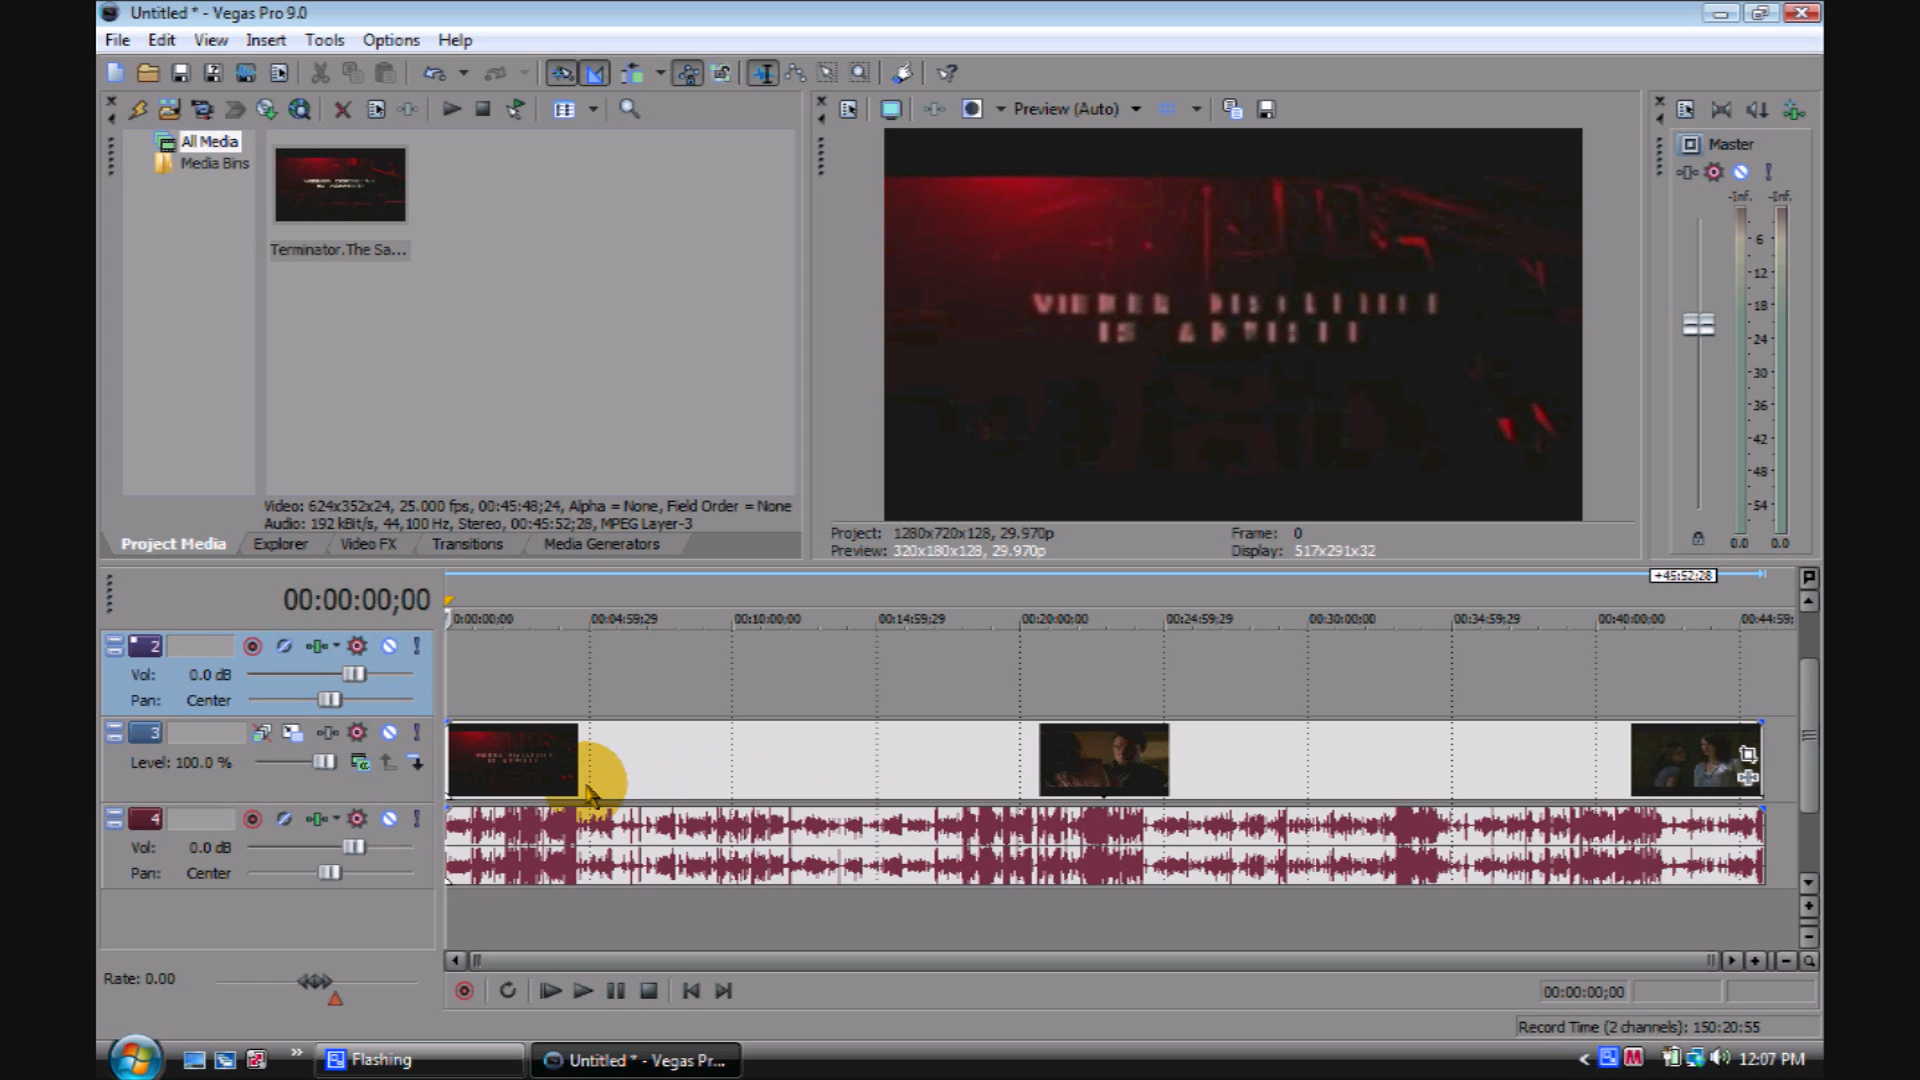 Untitled * - Vegas Pro 9.0
File Edit View Insert Tools Options Help
Preview (Auto)
All Media
Media Bins
Terminator.The Sa...
Master
-Inf. -Inf.
6
-12
-18
-24
-30
-36
-42
-48
-54
0.0 0.0
IS
Video: 624x352x24, 25.000 fps, 00:45:48;24, Alpha = None, Field Order = None
Audio: 192 kBit/s, 44,100 Hz, Stereo, 00:45:52;28, MPEG Layer-3
Project: 1280x720x128, 29.970p Frame: 0
Preview: 320x180x128, 29.970p Display: 517x291x32
Project Media Explorer Video FX Transitions Media Generators
+45:52:28
00:00:00;00
0:00:00;00 00:04:59;29 00:10:00;00 00:14:59;29 00:20:00;00 00:24:59;29 00:30:00;00 00:34:59;29 00:40:00;00 00:44:59;
2
Vol: 0.0 dB
Pan: Center
3
Level: 100.0 %
4
Vol: 0.0 dB
Pan: Center
Rate: 0.00
00:00:00;00
Record Time (2 channels): 150:20:55
Flashing
Untitled * - Vegas Pr...
12:07 PM